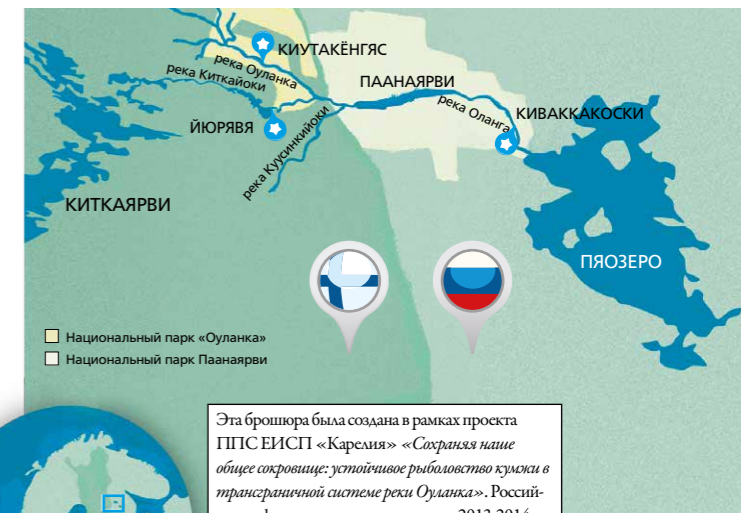 КИУТАКЁНГЯС
река Оуланка
река Киткайоки
ПААНАЯРВИ
река Оланга
КИВАККАКОСКИ
ЙЮРЯВЯ
река Куусинкийоки
КИТКАЯРВИ
ПЯОЗЕРО
Национальный парк «Оуланка»
Национальный парк Паанаярви
Эта брошюра была создана в рамках проекта
ППС ЕИСП «Карелия» «Сохраняя наше
общее сокровище: устойчивое рыболовство кумжи в
трансграничной системе реки Оуланка». Россий-
2013-2014